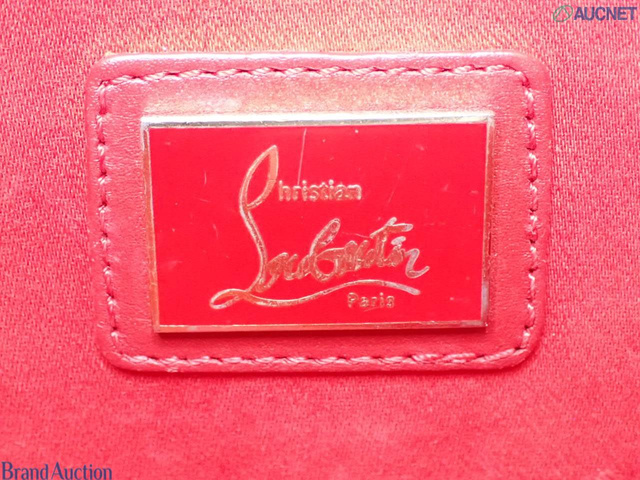 AUCNET
Christian
Louboutin
Paris
Brand Auction